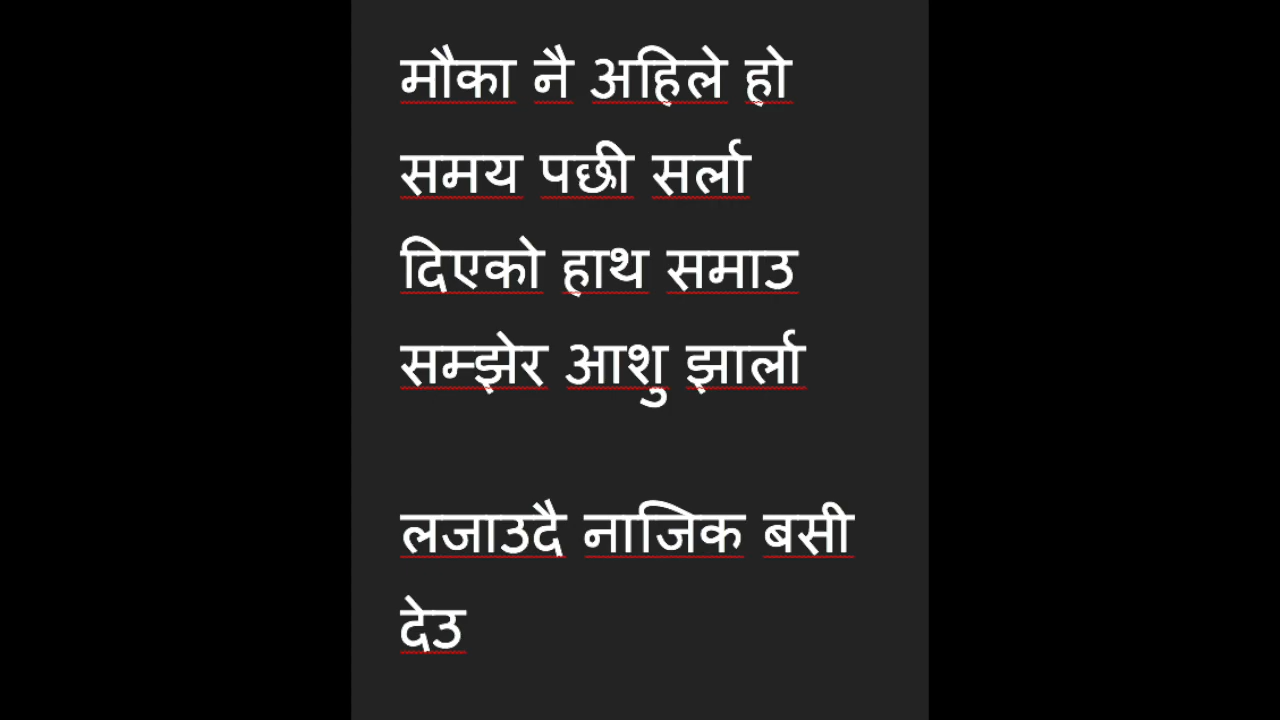 मौका नै अहिले हो
समय पछी सर्ला
दिएको हाथ समाउ
सम्झेर आशु झार्ला
लजाउदै नाजिक बसी
देउ